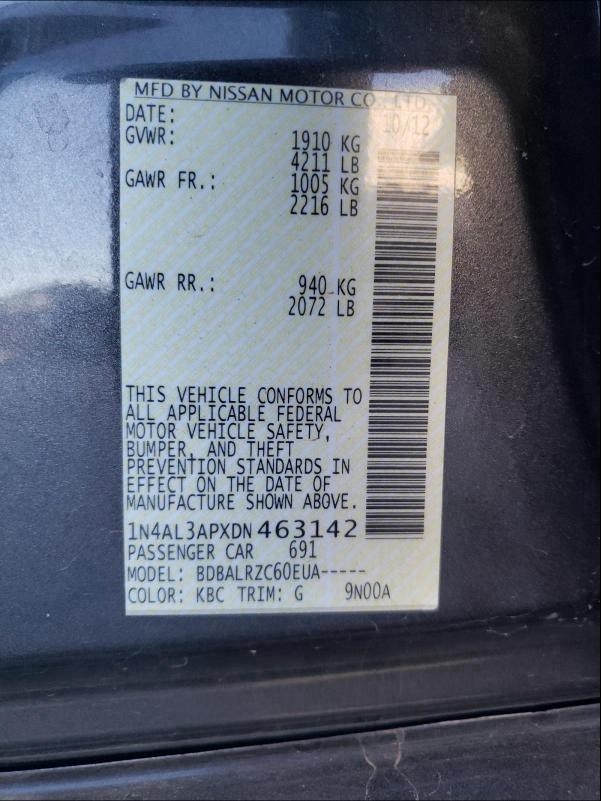 MFD BY NISSAN MOTOR CO., LTD.
DATE: 10/12
GVWR: 1910 KG
4211 LB
GAWR FR.: 1005 KG
2216 LB
GAWR RR.: 940 KG
2072 LB
THIS VEHICLE CONFORMS TO
ALL APPLICABLE FEDERAL
MOTOR VEHICLE SAFETY,
BUMPER, AND THEFT
PREVENTION STANDARDS IN
EFFECT ON THE DATE OF
MANUFACTURE SHOWN ABOVE.
1N4AL3APXDN463142
PASSENGER CAR 691
MODEL: BDBALRZC60EUA-----
COLOR: KBC TRIM: G 9N00A